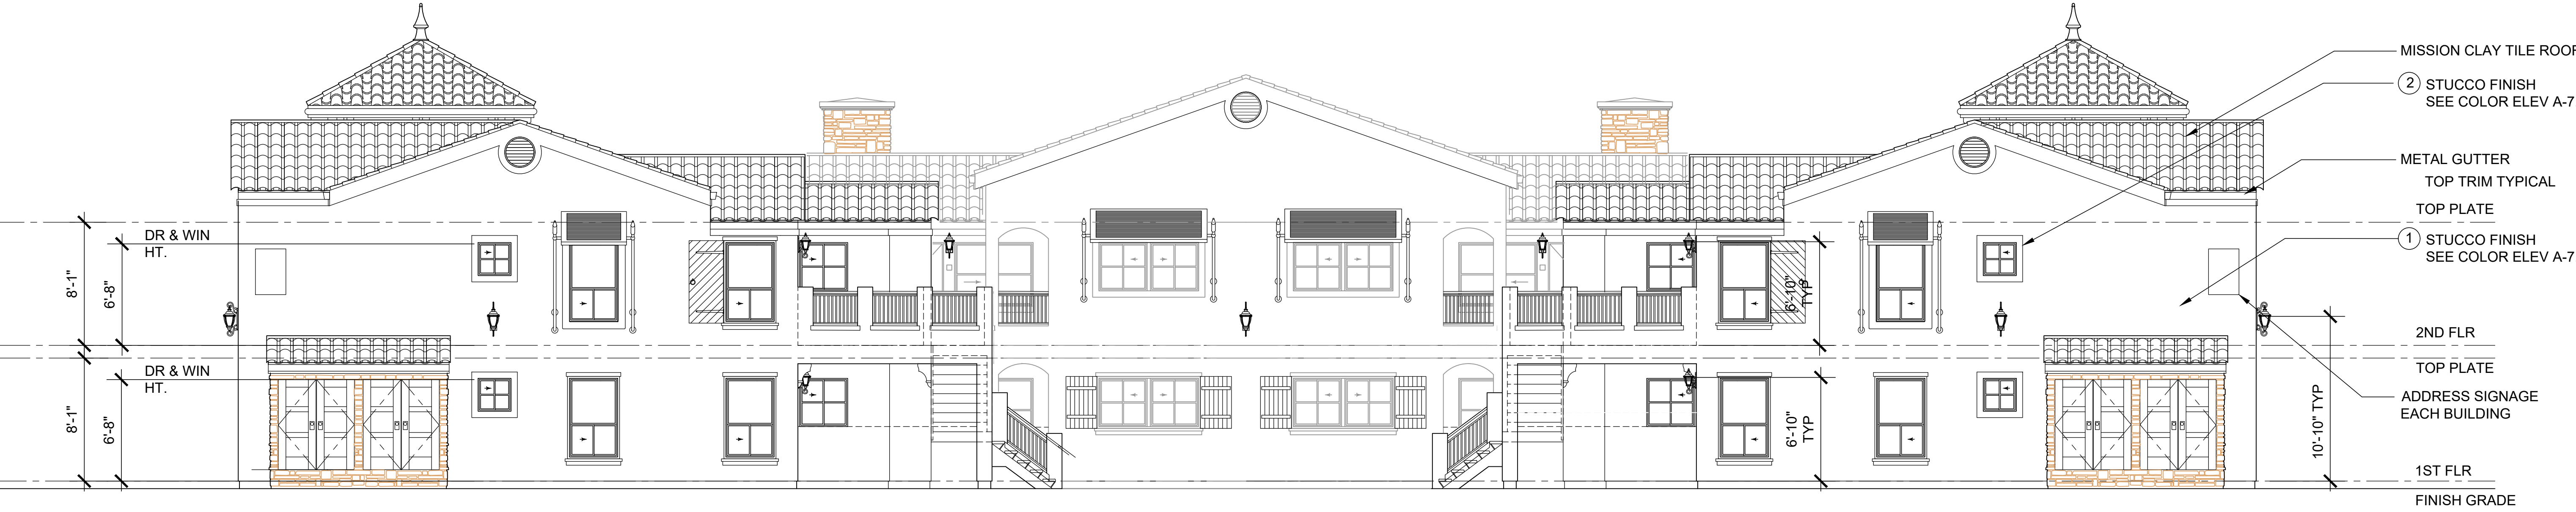 MISSION CLAY TILE ROOF
2 STUCCO FINISH
SEE COLOR ELEV A-7
METAL GUTTER
TOP TRIM TYPICAL
TOP PLATE
1 STUCCO FINISH
SEE COLOR ELEV A-7
2ND FLR
TOP PLATE
ADDRESS SIGNAGE
EACH BUILDING
1ST FLR
FINISH GRADE
DR & WIN
HT.
8'-1"
6'-8"
DR & WIN
HT.
8'-1"
6'-8"
6'-10"
TYP
6'-10"
TYP
10'-10" TYP